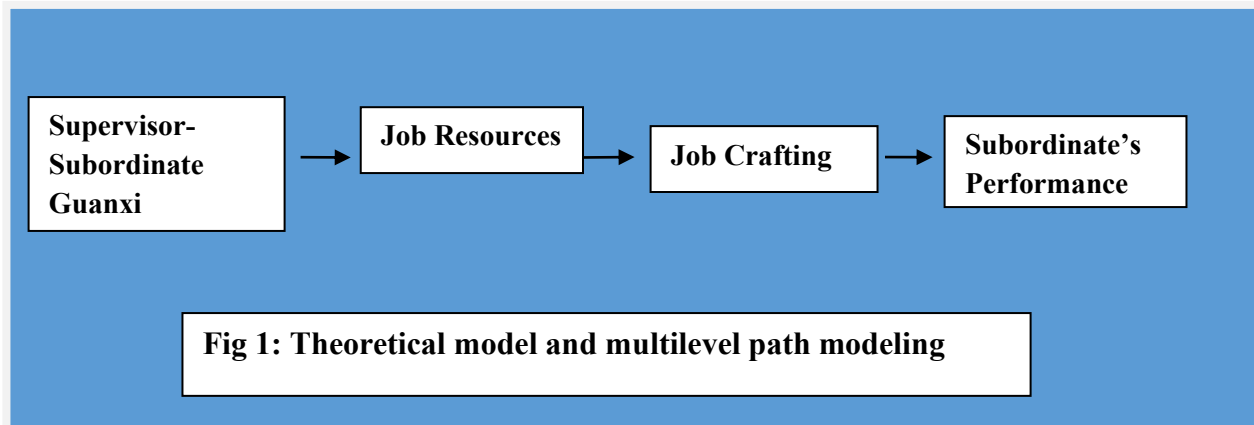 Supervisor-
Subordinate
Guanxi
Job Resources
Job Crafting
Subordinate’s
Performance
Fig 1: Theoretical model and multilevel path modeling